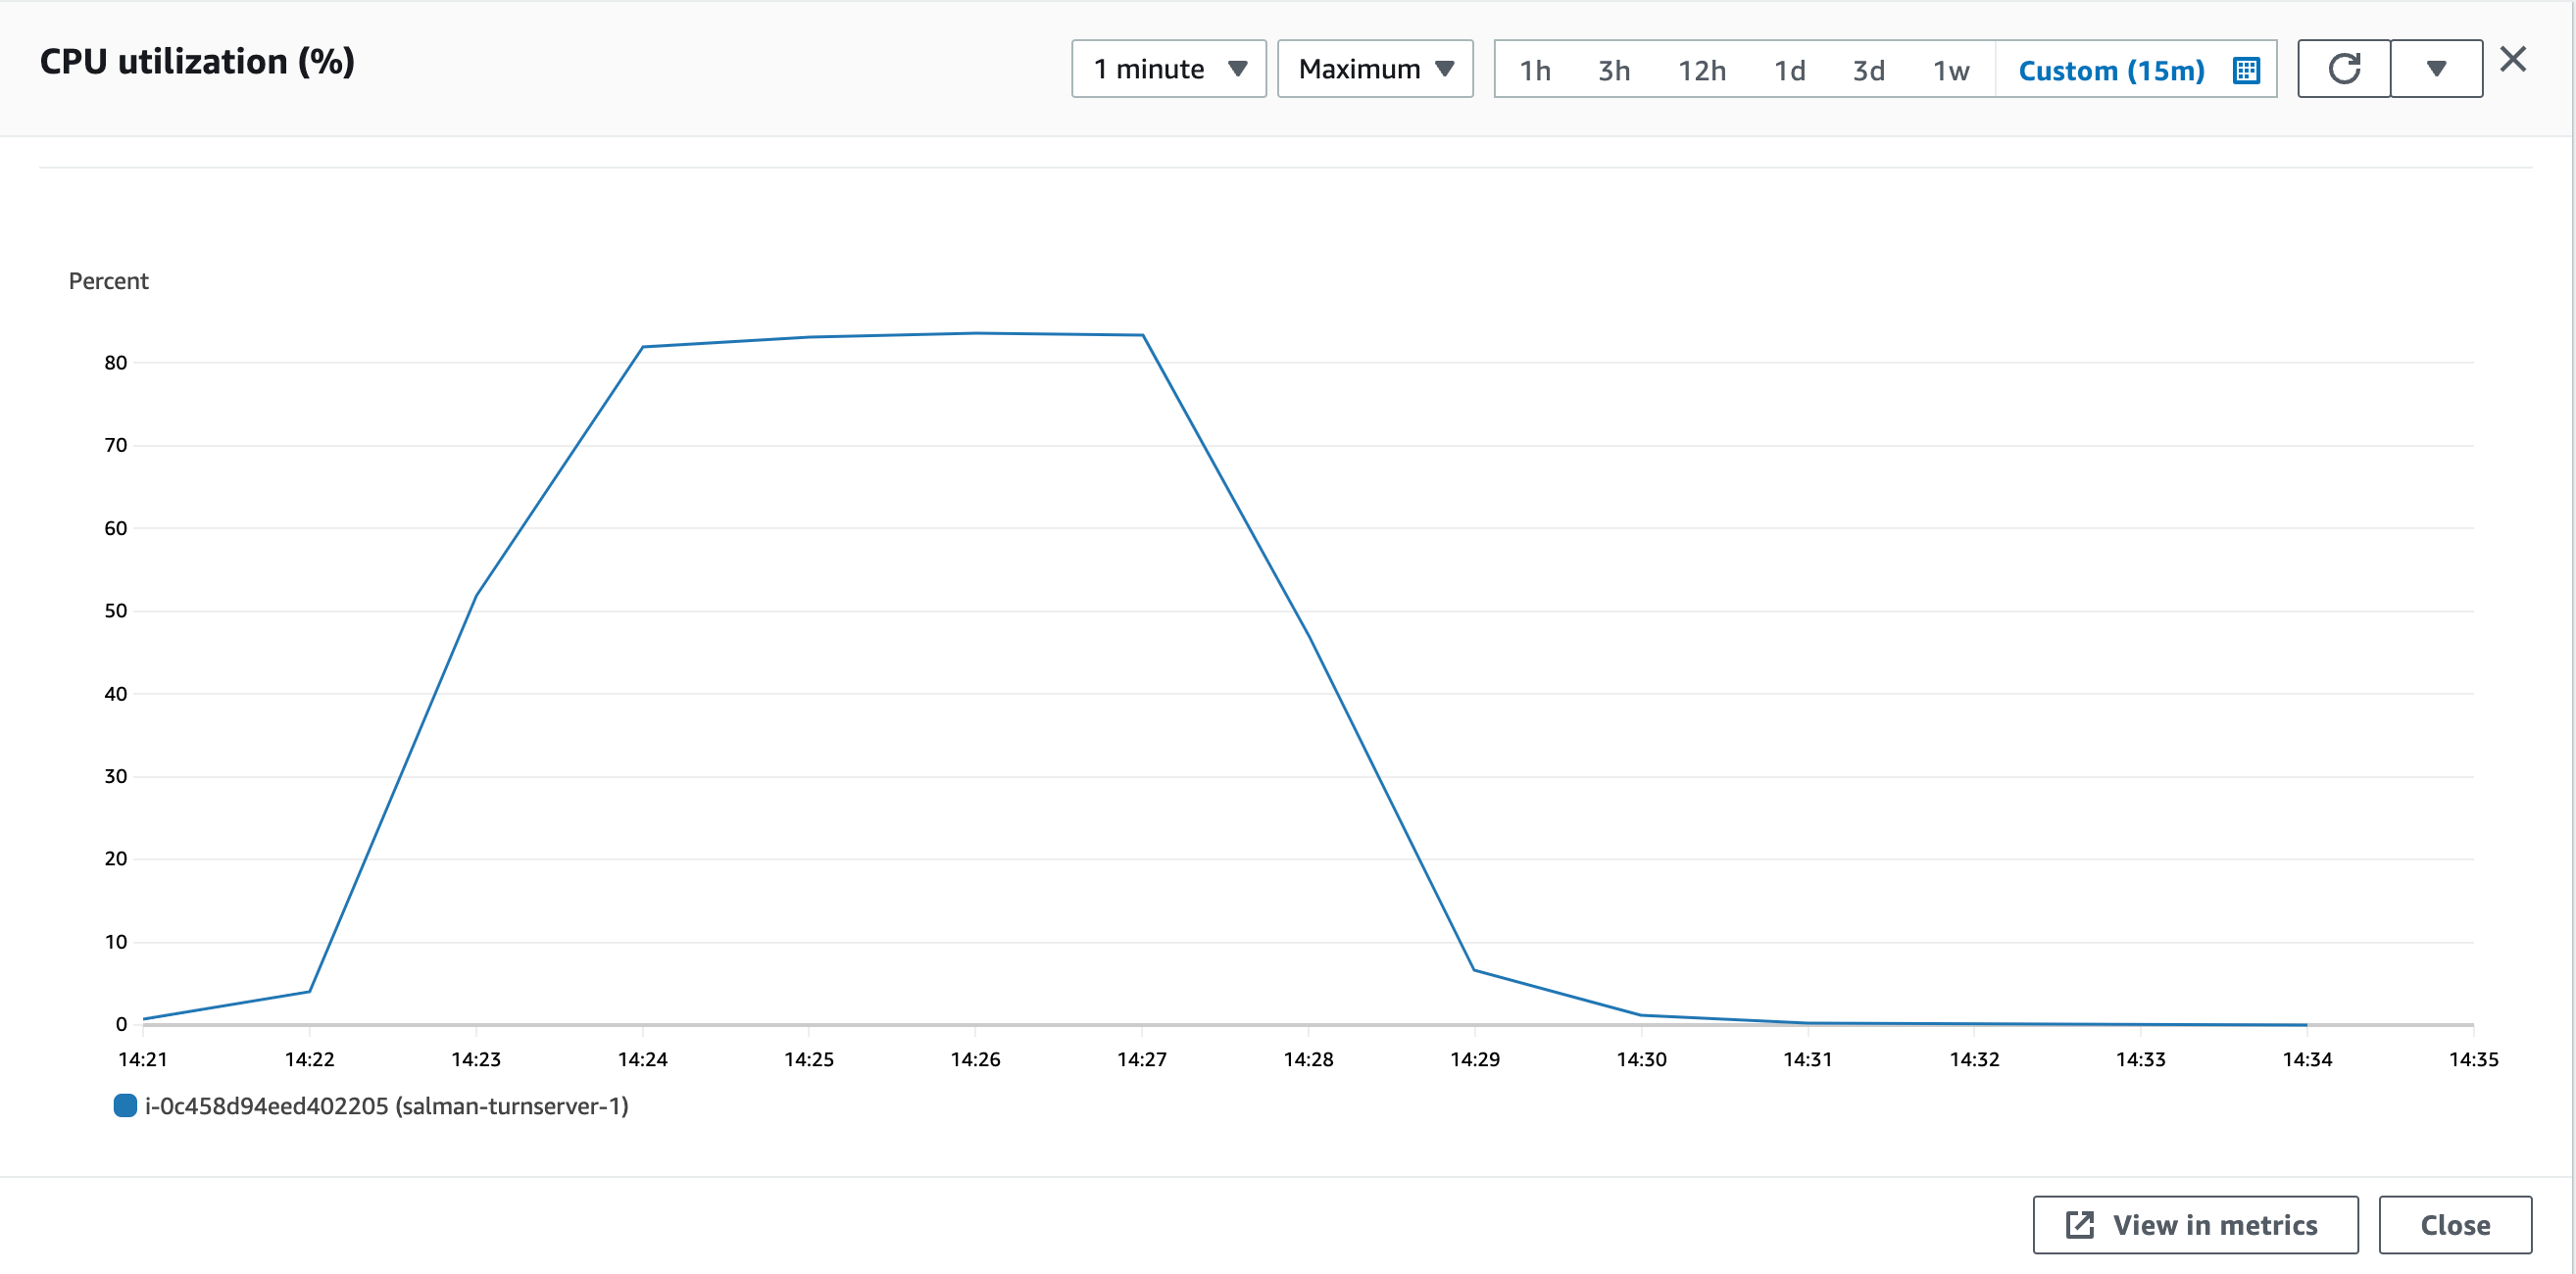 CPU utilization (%)
1 minute Maximum 1h 3h 12h 1d 3d 1w Custom (15m)
Percent
80
70
60
50
40
30
20
10
0
14:21 14:22 14:23 14:24 14:25 14:26 14:27 14:28 14:29 14:30 14:31 14:32 14:33 14:34 14:35
i-0c458d94eed402205 (salman-turnserver-1)
View in metrics Close